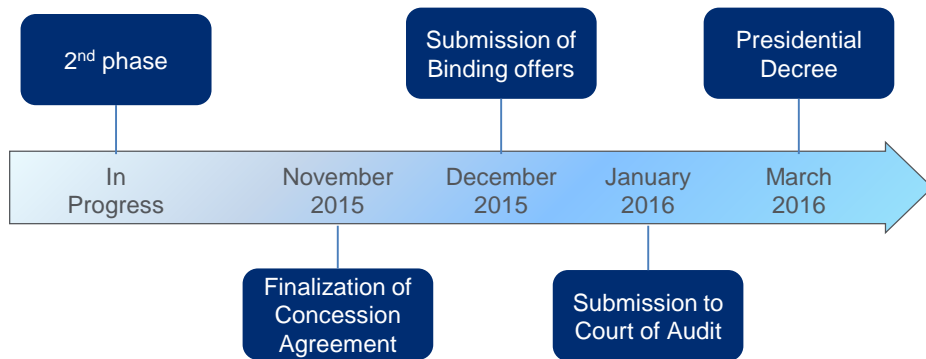 2nd phase
Submission of
Binding offers
Presidential
Decree
In
Progress
November
2015
December
2015
January
2016
March
2016
Finalization of
Concession
Agreement
Submission to
Court of Audit